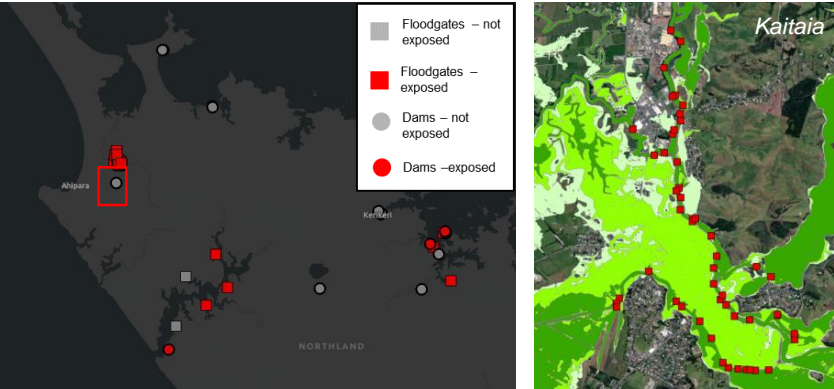 Floodgates – not
exposed
Floodgates –
exposed
Dams – not
exposed
Dams –exposed
Kaitaia
Ahipara
Kerikeri
NORTHLAND